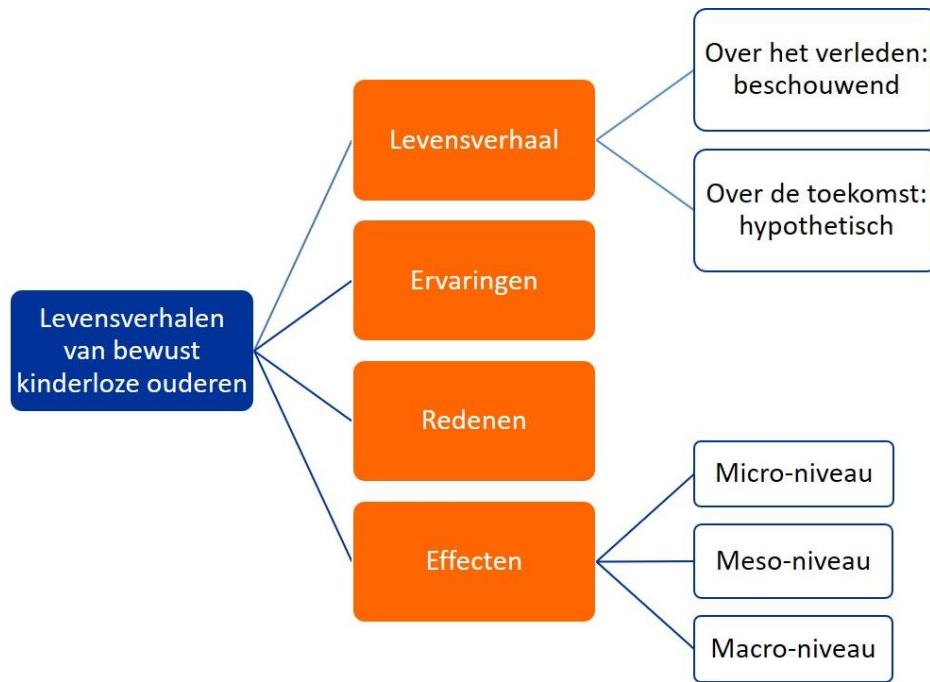 Levensverhalen
van bewust
kinderloze ouderen
Levensverhaal
Over het verleden:
beschouwend
Over de toekomst:
hypothetisch
Ervaringen
Redenen
Effecten
Micro-niveau
Meso-niveau
Macro-niveau